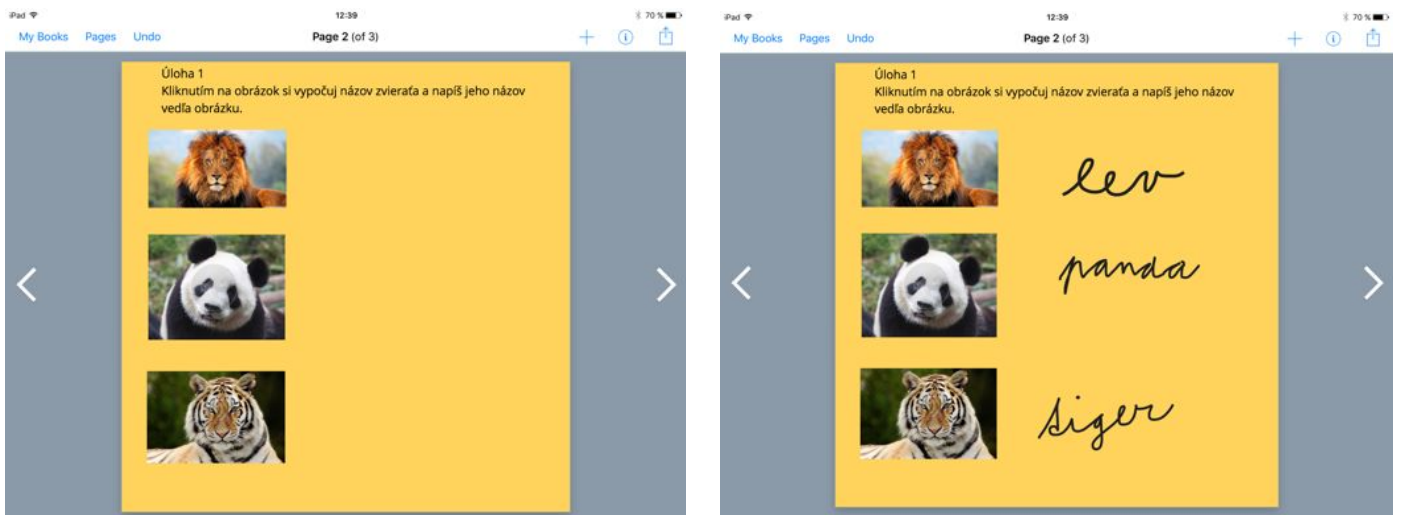 iPad 12:39 70 %
My Books Pages Undo Page 2 (of 3)
Úloha 1
Kliknutím na obrázok si vypočuj názov zvieraťa a napíš jeho názov
vedľa obrázku.
iPad 12:39 70 %
My Books Pages Undo Page 2 (of 3)
Úloha 1
Kliknutím na obrázok si vypočuj názov zvieraťa a napíš jeho názov
vedľa obrázku.
lev
panda
siger